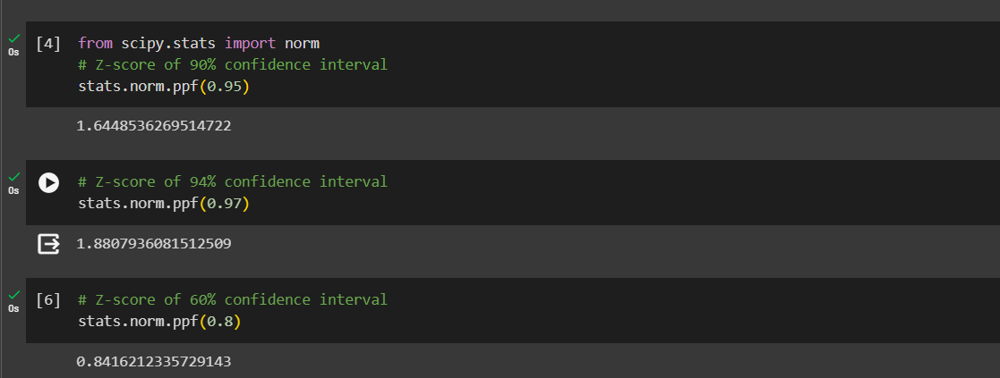 [4] from scipy.stats import norm
# Z-score of 90% confidence interval
0s
stats.norm.ppf(0.95)
1.6448536269514722
# Z-score of 94% confidence interval
0s
stats.norm.ppf(0.97)
1.8807936081512509
[6] # Z-score of 60% confidence interval
0s
stats.norm.ppf(0.8)
0.8416212335729143